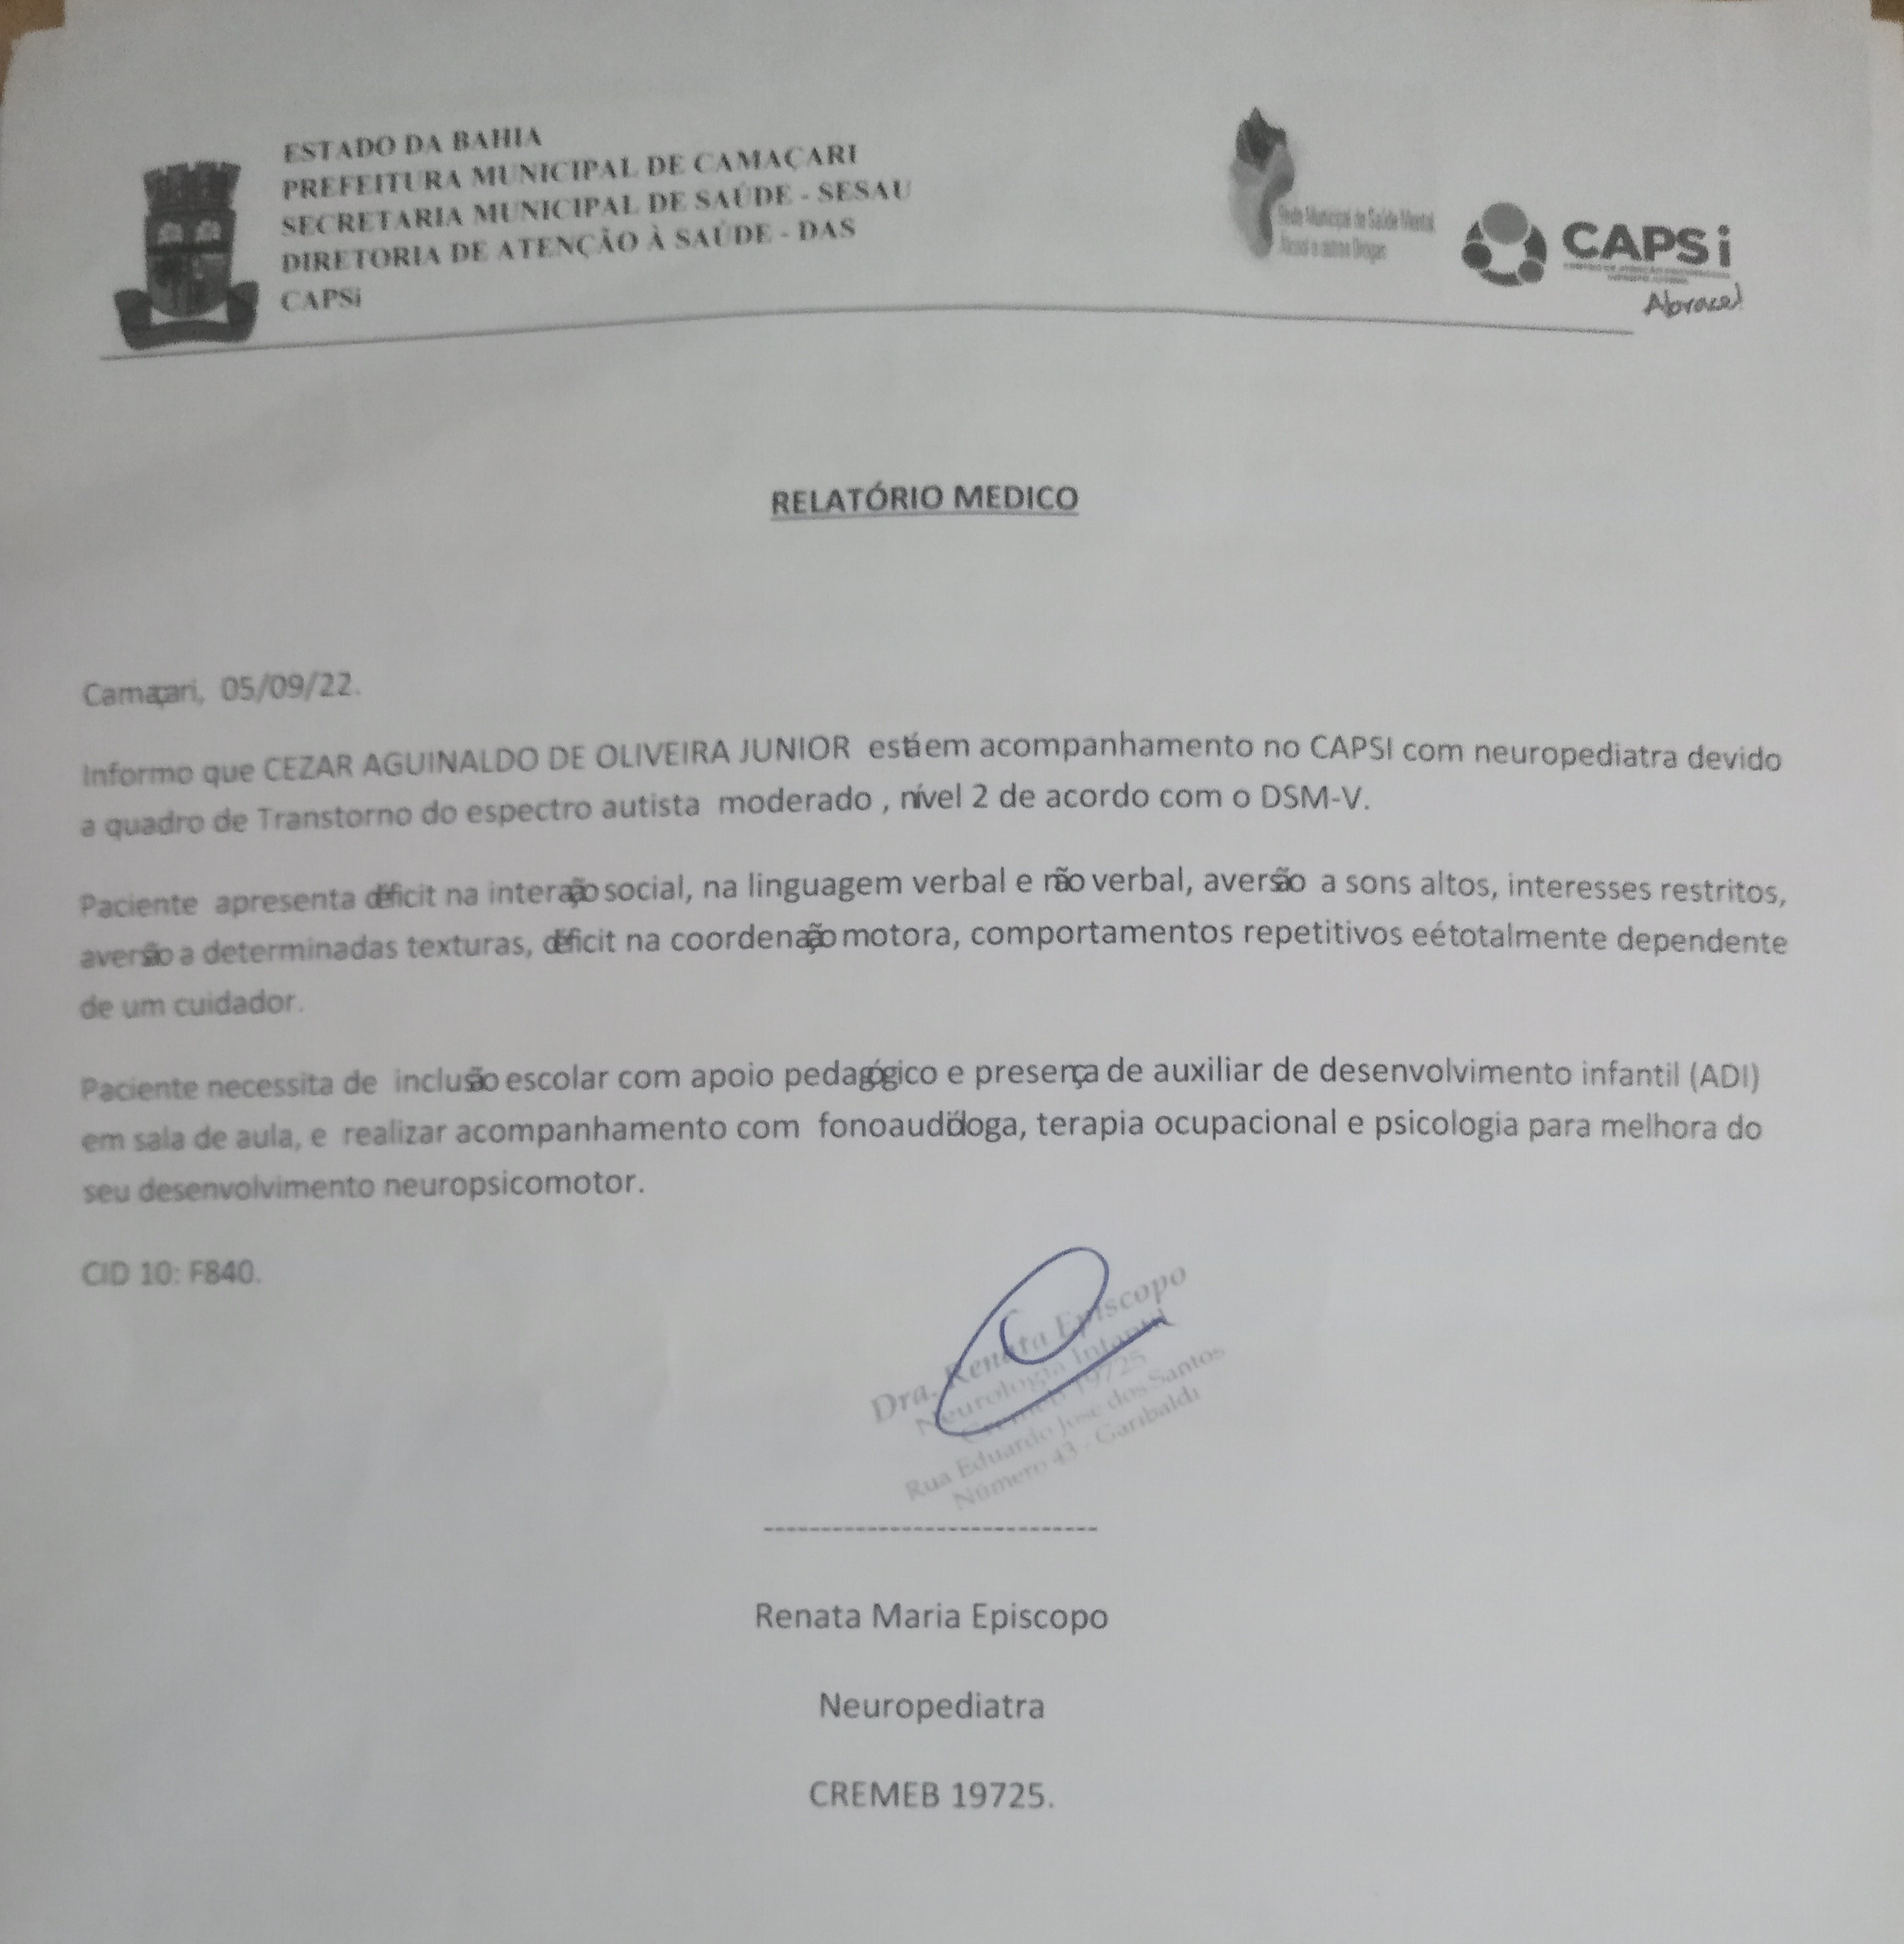 ESTADO DA BAHIA
PREFEITURA MUNICIPAL DE CAMAÇARI
SECRETARIA MUNICIPAL DE SAÚDE - SESAU
DIRETORIA DE ATENÇÃO À SAÚDE - DAS
CAPSi
Rede Municipal de Saúde Mental
Álcool e outras Drogas
CAPSi
RELATÓRIO MEDICO
Camaçari, 05/09/22.
Informo que CEZAR AGUINALDO DE OLIVEIRA JUNIOR está em acompanhamento no CAPSI com neuropediatra devido
a quadro de Transtorno do espectro autista moderado , nível 2 de acordo com o DSM-V.
Paciente apresenta déficit na interação social, na linguagem verbal e não verbal, aversão a sons altos, interesses restritos,
aversão a determinadas texturas, déficit na coordenação motora, comportamentos repetitivos e é totalmente dependente
de um cuidador.
Paciente necessita de inclusão escolar com apoio pedagógico e presença de auxiliar de desenvolvimento infantil (ADI)
em sala de aula, e realizar acompanhamento com fonoaudióloga, terapia ocupacional e psicologia para melhora do
seu desenvolvimento neuropsicomotor.
CID 10: F840.
Dra. Renata Episcopo
Neurologia Infantil
Cremeb 19725
Rua Eduardo José dos Santos
Número 43 - Garibaldi
-----------------------------
Renata Maria Episcopo
Neuropediatra
CREMEB 19725.